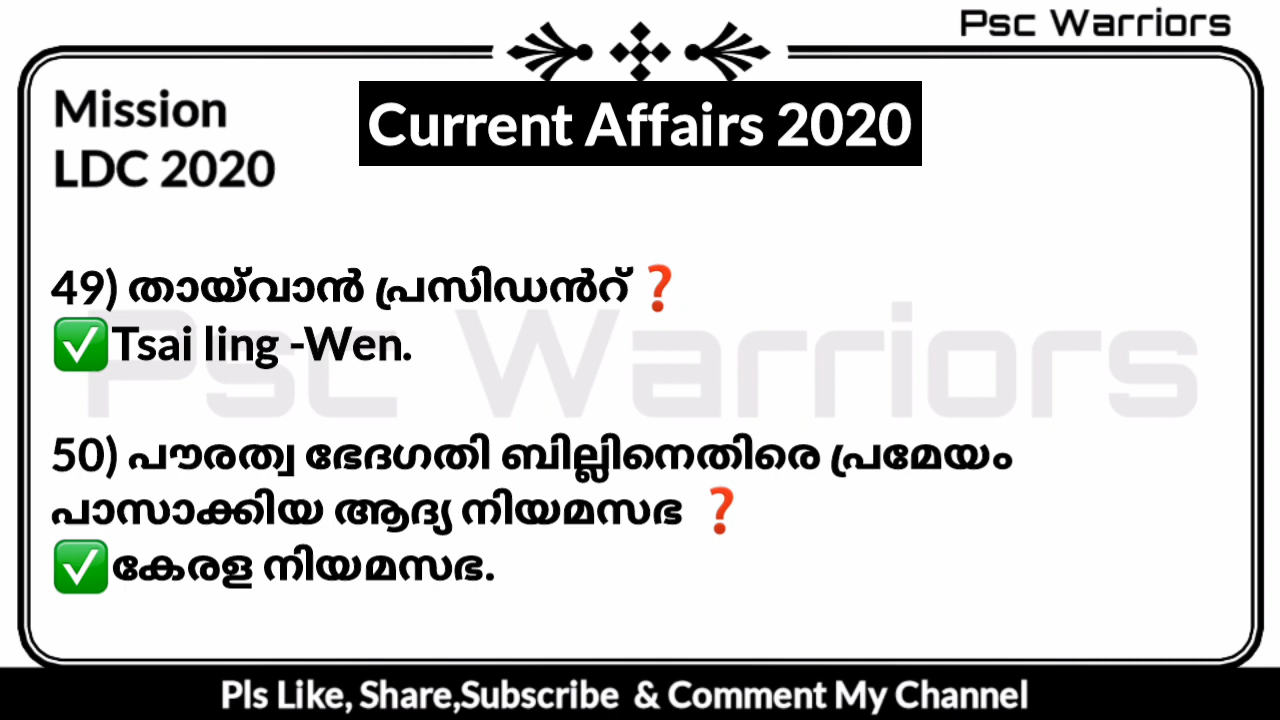 Psc Warriors
Mission
LDC 2020
Current Affairs 2020
49) തായ്‌വാൻ പ്രസിഡൻറ് ❓
✅Tsai ling -Wen.
Psc Warriors
50) പൗരത്വ ഭേദഗതി ബില്ലിനെതിരെ പ്രമേയം
പാസാക്കിയ ആദ്യ നിയമസഭ ❓
✅കേരള നിയമസഭ.
Pls Like, Share,Subscribe & Comment My Channel